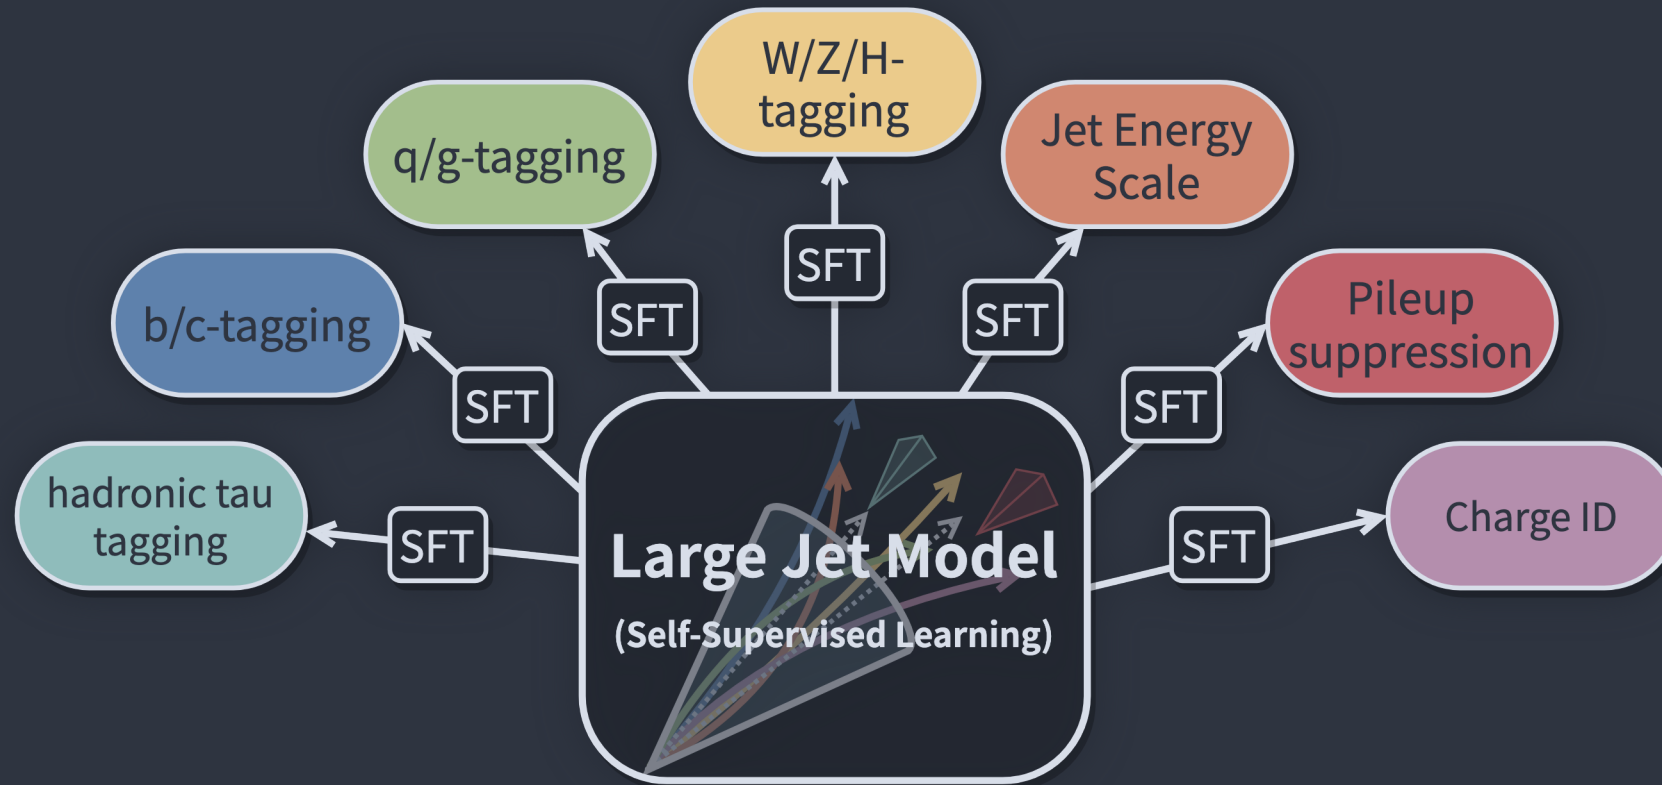 W/Z/H-
tagging
q/g-tagging
Jet Energy
Scale
b/c-tagging
Pileup
suppression
hadronic tau
tagging
Charge ID
SFT
SFT
SFT
SFT
SFT
SFT
SFT
Large Jet Model
(Self-Supervised Learning)